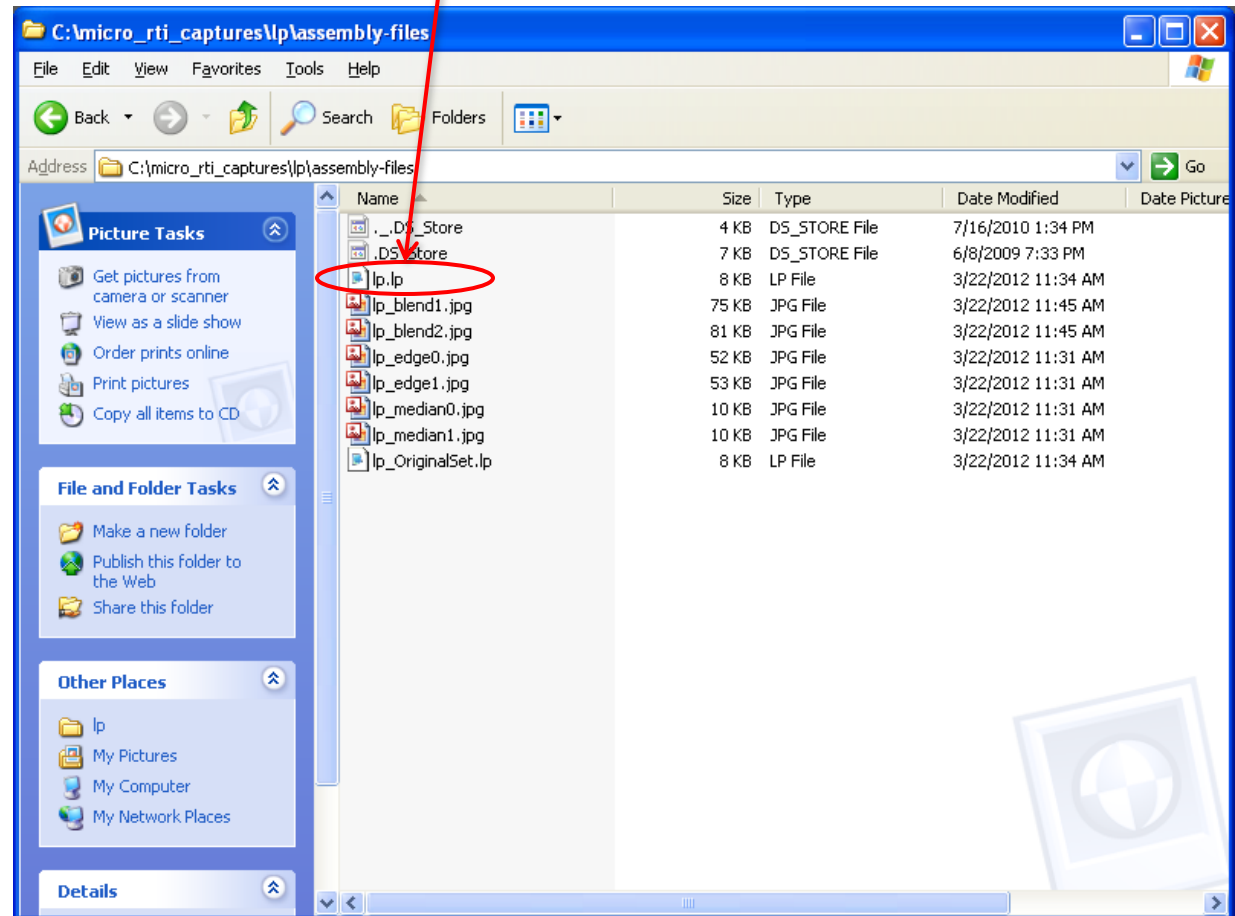 C:\micro_rti_captures\lp\assembly-files
File Edit View Favorites Tools Help
Back Search Folders
Address C:\micro_rti_captures\lp\assembly-files Go
Picture Tasks
Get pictures from
camera or scanner
View as a slide show
Order prints online
Print pictures
Copy all items to CD
File and Folder Tasks
Make a new folder
Publish this folder to
the Web
Share this folder
Other Places
lp
My Pictures
My Computer
My Network Places
Details
Name Size Type Date Modified Date Picture
._.DS_Store 4 KB DS_STORE File 7/16/2010 1:34 PM
.DS_Store 7 KB DS_STORE File 6/8/2009 7:33 PM
lp.lp 8 KB LP File 3/22/2012 11:34 AM
lp_blend1.jpg 75 KB JPG File 3/22/2012 11:45 AM
lp_blend2.jpg 81 KB JPG File 3/22/2012 11:45 AM
lp_edge0.jpg 52 KB JPG File 3/22/2012 11:31 AM
lp_edge1.jpg 53 KB JPG File 3/22/2012 11:31 AM
lp_median0.jpg 10 KB JPG File 3/22/2012 11:31 AM
lp_median1.jpg 10 KB JPG File 3/22/2012 11:31 AM
lp_OriginalSet.lp 8 KB LP File 3/22/2012 11:34 AM